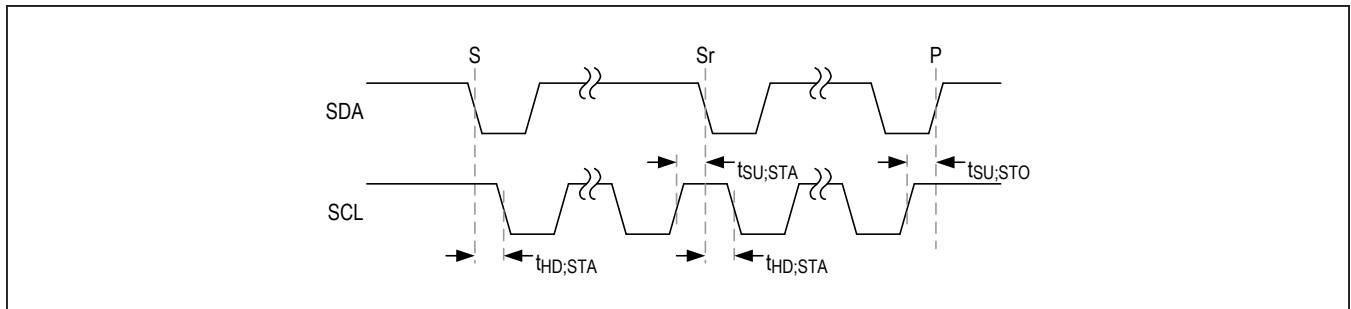 S Sr P
SDA
tSU;STA tSU;STO
SCL
tHD;STA tHD;STA